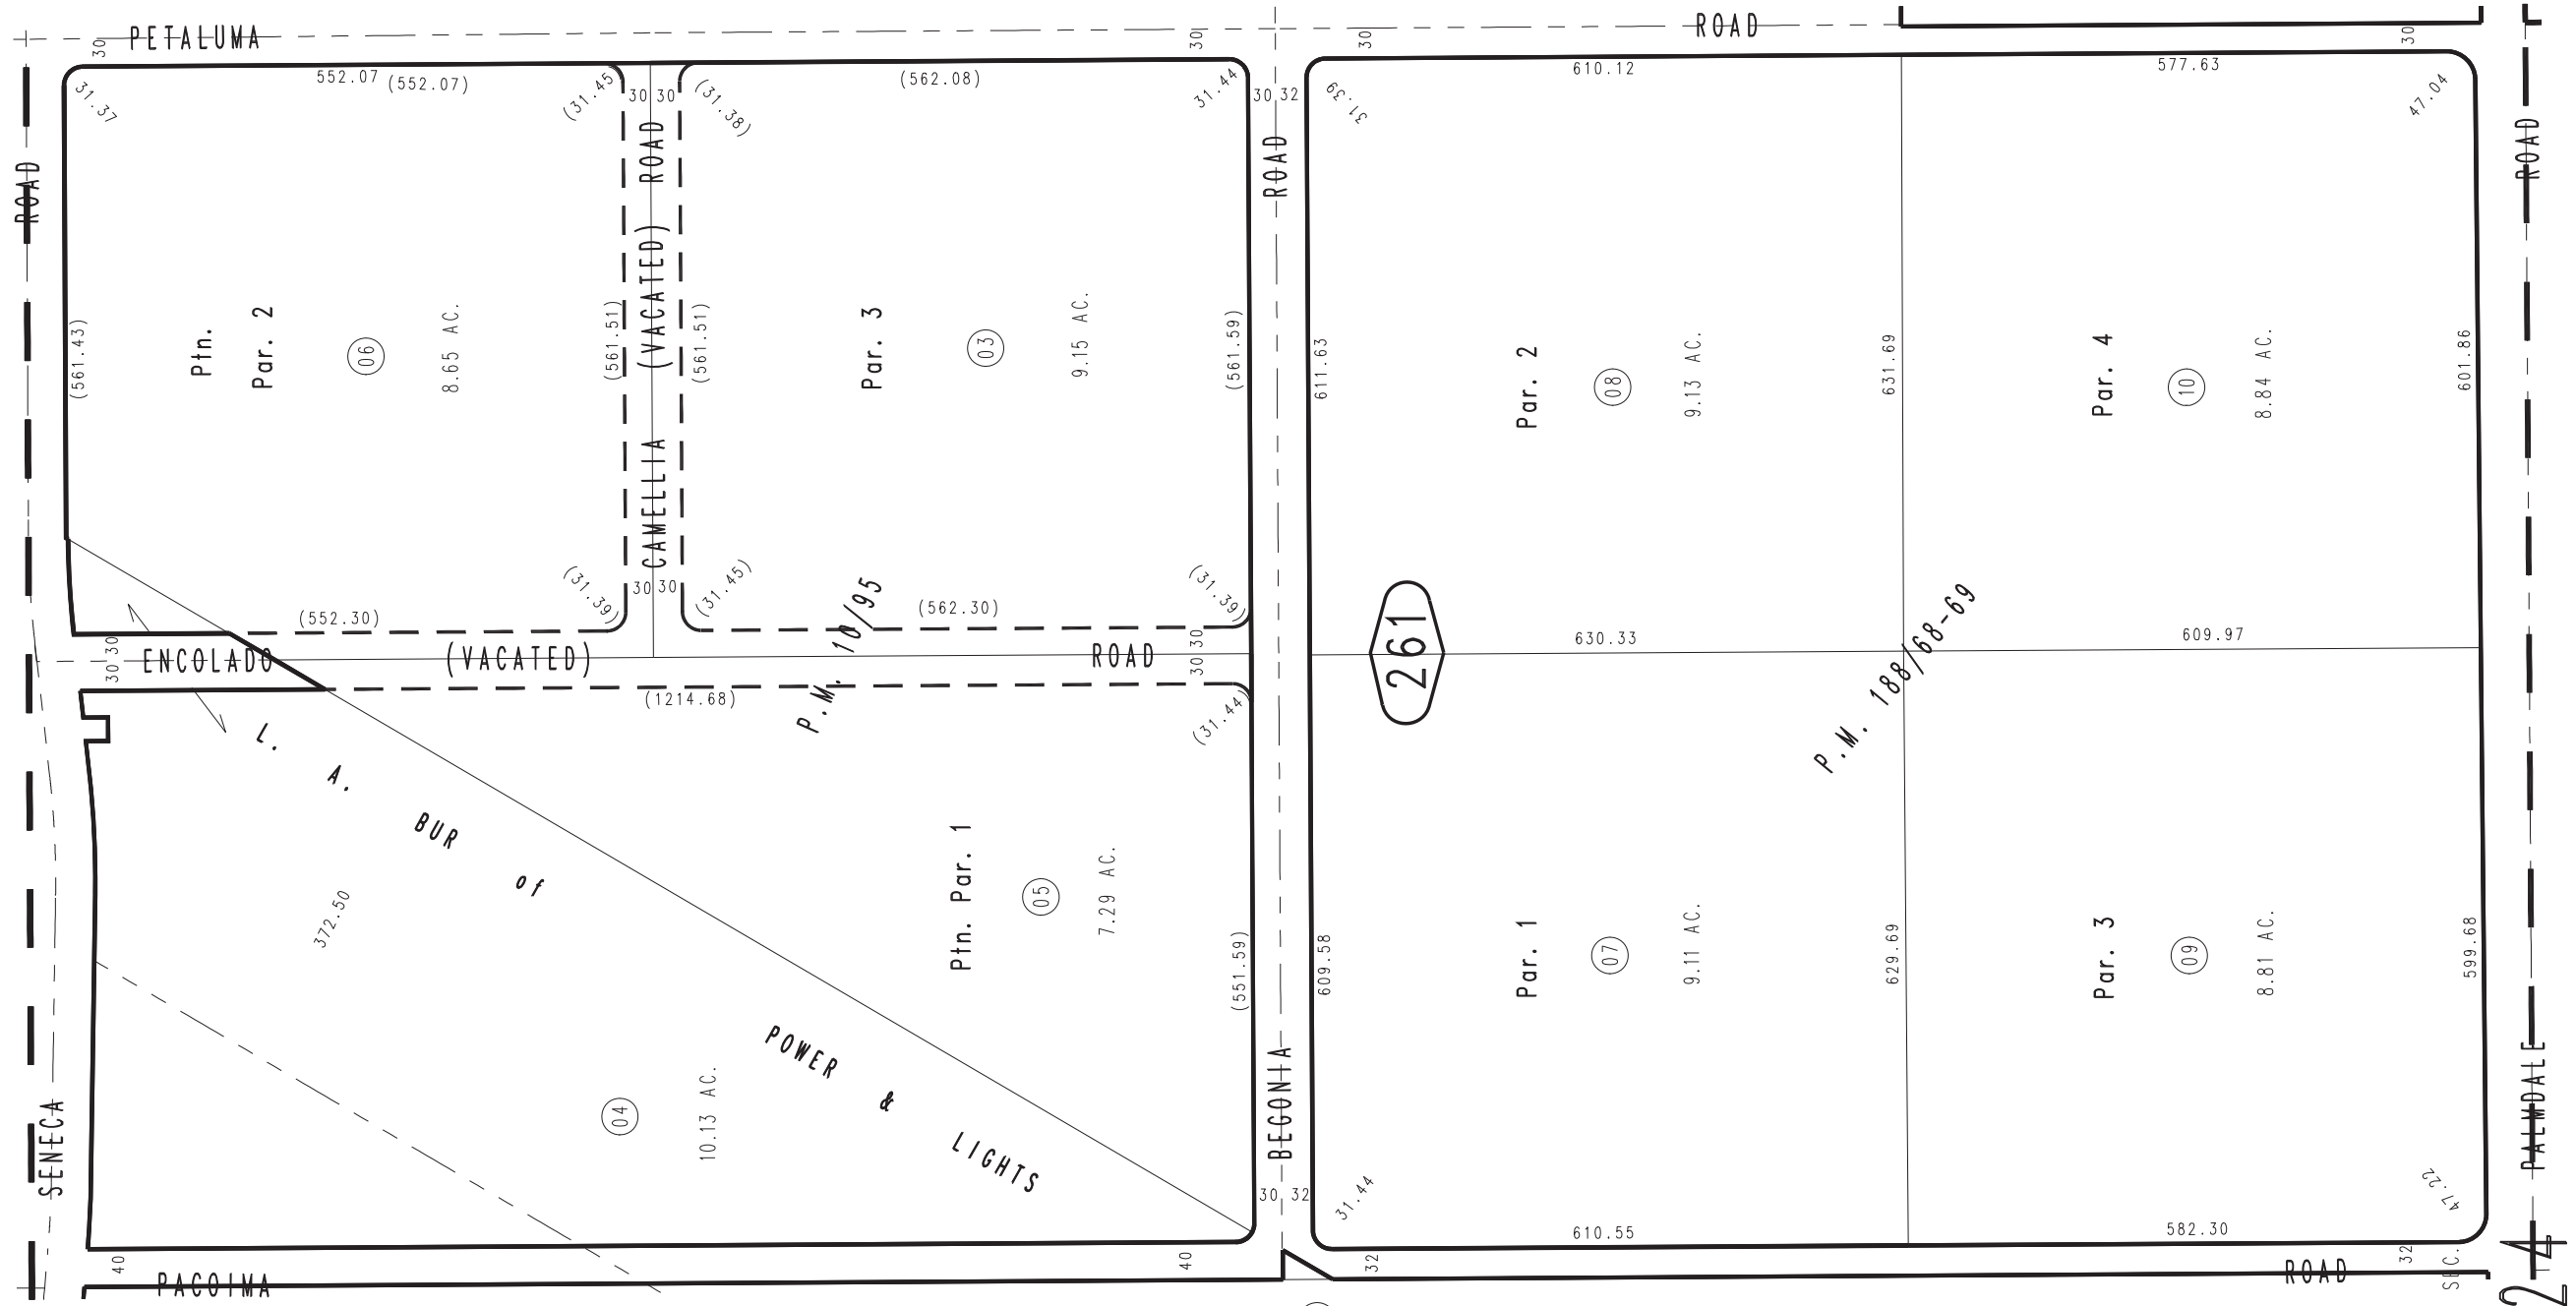 PETALUMA ROAD
30 30 30 30
552.07 (552.07) (562.08) 610.12 577.63
31.37 (31.45 30 30 (31.38) 31.44 30 32 31.39 47.04
ROAD
ROAD
ROAD
CAMELLIA (VACATED) ROAD
(561.43)
Ptn.
Par. 2
06
8.65 AC.
(561.51)
(561.51)
Par. 3
03
9.15 AC.
(561.59)
611.63
Par. 2
08
9.13 AC.
631.69
Par. 4
10
8.84 AC.
601.86
(31.39) 30 30 (31.45) (31.39)
(552.30) (562.30)
30 30
ENCOLADO (VACATED) ROAD
30 30
(1214.68)
(31.44)
P.M. 10/95
261
630.33 609.97
P.M. 188/68-69
L. A. BUR of POWER & LIGHTS
372.50
04
10.13 AC.
Ptn. Par. 1
05
7.29 AC.
(551.59)
609.58
Par. 1
07
9.11 AC.
629.69
Par. 3
09
8.81 AC.
599.68
SENECA
BEGONIA
PALMDALE
30 32
31.44
47.22
610.55 582.30
40 40 32 32
PACOIMA ROAD
SEC.
24